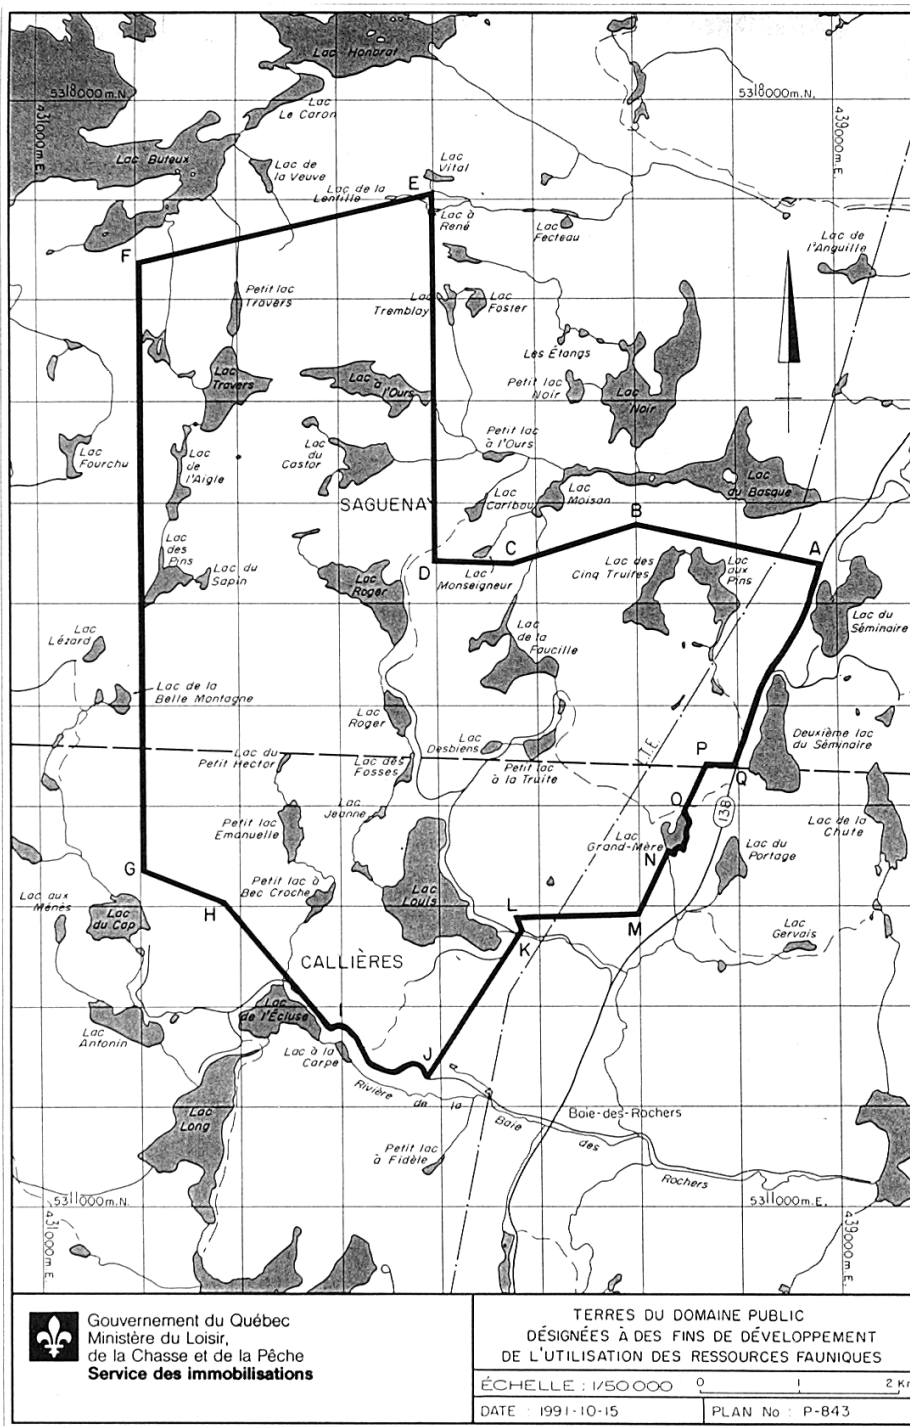 Lac Honorat
5318000m.N.
5318000m.N.
431000m.E.
439000m.E.
Lac
Le Caron
Lac Buteux
Lac de
la Veuve
Lac
Vital
Lac de la
Lentille
E
Lac à
René
Lac
Fecteau
Lac de
l'Anguille
F
Petit lac
Travers
Lac
Tremblay
Lac
Foster
Les Étangs
Lac
Travers
Lac
à l'Ours
Petit lac
Noir
Lac
Noir
Petit lac
à l'Ours
Lac
Fourchu
Lac
de
l'Aigle
Lac
du
Castor
Lac
du Basque
SAGUENAY
Lac
Caribou
Lac
Moisan
B
Lac
des
Pins
Lac du
Sapin
Lac
Roger
D
C
Lac
Monseigneur
Lac des
Cinq Truites
Lac
aux
Pins
A
Lac du
Séminaire
Lac
Lézard
Lac
de la
Faucille
Lac de la
Belle Montagne
Lac
Roger
Lac
Desbiens
Deuxième lac
du Séminaire
Lac du
Petit Hector
Lac des
Fosses
Petit lac
à la Truite
T.E.
P
Q
Lac
Jeanne
Petit lac
Emanuelle
O
138
Lac
Grand-Mère
N
Lac de la
Chute
Lac du
Portage
G
Petit lac à
Bec Croche
Lac
Louis
H
Lac aux
Ménés
Lac
du Cap
L
K
M
Lac
Gervais
CALLIÈRES
Lac
de l'Écluse
I
Lac
Antonin
Lac à la
Carpe
J
Rivière de la Baie des Rochers
Baie-des-Rochers
Lac
Long
Petit lac
à Fidèle
5311000m.N.
5311000m.E.
431000m.E.
439000m.E.
Gouvernement du Québec
Ministère du Loisir,
de la Chasse et de la Pêche
Service des immobilisations
TERRES DU DOMAINE PUBLIC
DÉSIGNÉES À DES FINS DE DÉVELOPPEMENT
DE L'UTILISATION DES RESSOURCES FAUNIQUES
ÉCHELLE : 1/50 000 0 1 2 Km
DATE : 1991-10-15
PLAN No : P-843